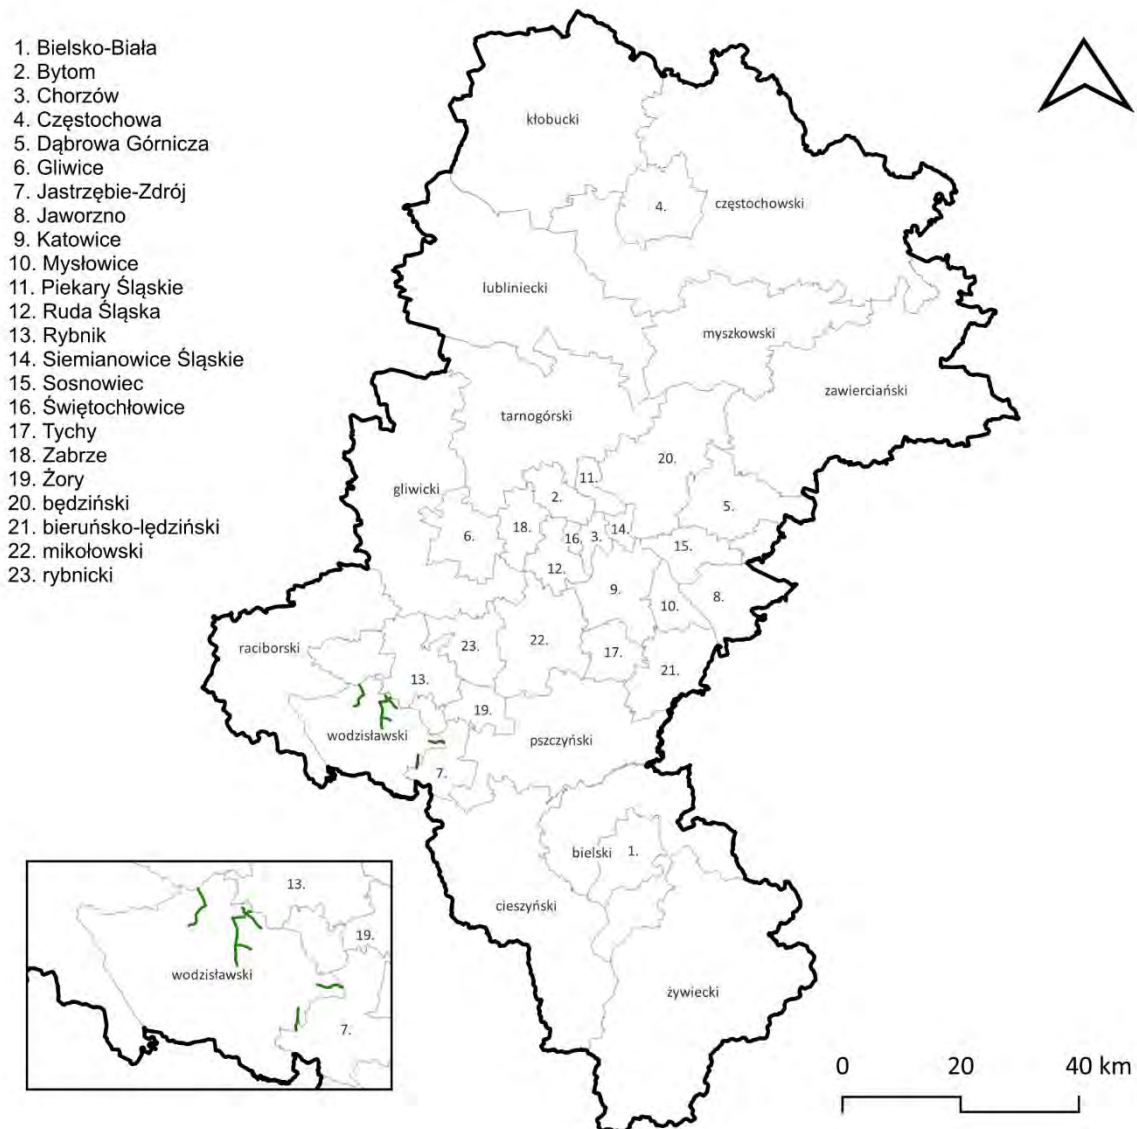 1. Bielsko-Biała
2. Bytom
3. Chorzów
4. Częstochowa
5. Dąbrowa Górnicza
6. Gliwice
7. Jastrzębie-Zdrój
8. Jaworzno
9. Katowice
10. Mysłowice
11. Piekary Śląskie
12. Ruda Śląska
13. Rybnik
14. Siemianowice Śląskie
15. Sosnowiec
16. Świętochłowice
17. Tychy
18. Zabrze
19. Żory
20. będziński
21. bieruńsko-lędziński
22. mikołowski
23. rybnicki
kłobucki
4.
częstochowski
lubliniecki
myszkowski
zawierciański
tarnogórski
20.
11.
gliwicki
2.
5.
6.
18.
16.
3.
14.
15.
12.
9.
10.
8.
raciborski
23.
22.
17.
21.
13.
19.
wodzisławski
pszczyński
7.
bielski
1.
cieszyński
żywiecki
13.
19.
wodzisławski
7.
0 20 40 km